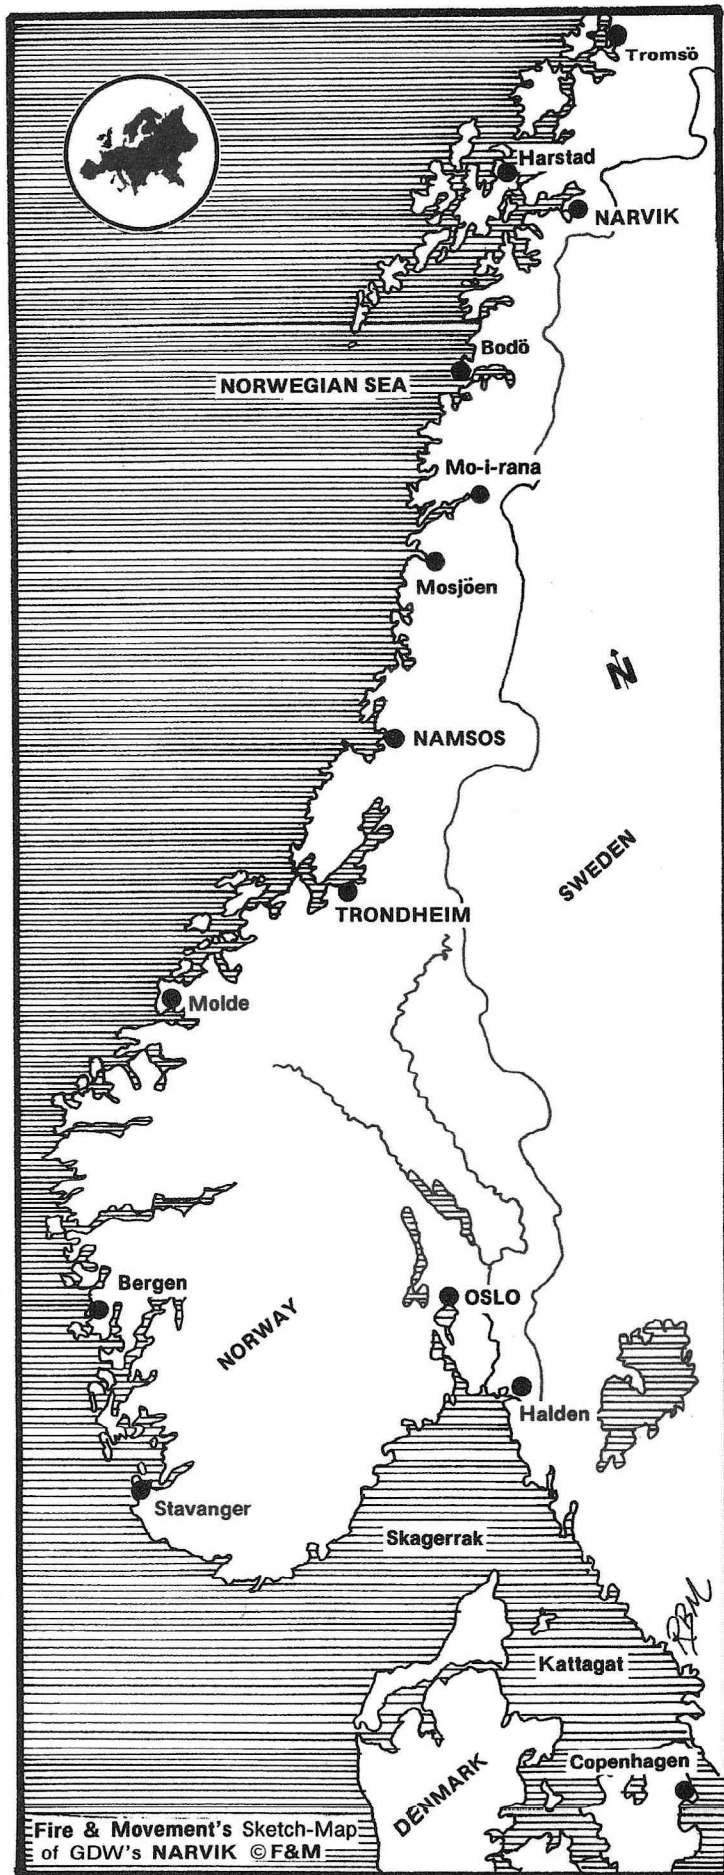 Tromsö
Harstad
NARVIK
Bodö
NORWEGIAN SEA
Mo-i-rana
Mosjöen
N
NAMSOS
SWEDEN
TRONDHEIM
Molde
Bergen
OSLO
NORWAY
Halden
Stavanger
Skagerrak
RBM
Kattagat
Copenhagen
DENMARK
Fire & Movement's Sketch-Map
of GDW's NARVIK © F&M